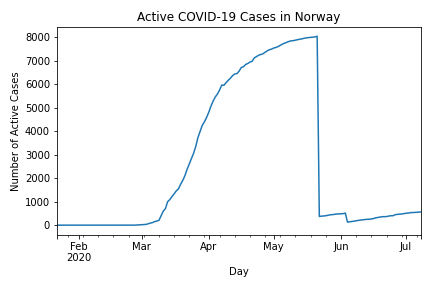 Active COVID-19 Cases in Norway
8000
7000
6000
5000
4000
3000
2000
1000
0
Number of Active Cases
Feb Mar Apr May Jun Jul
2020
Day